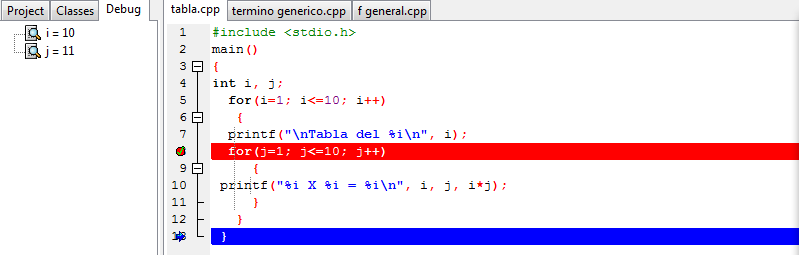 Project Classes Debug
i = 10
j = 11
tabla.cpp termino generico.cpp f general.cpp
1 #include <stdio.h>
2 main()
3 {
4 int i, j;
5 for(i=1; i<=10; i++)
6 {
7 printf("\nTabla del %i\n", i);
for(j=1; j<=10; j++)
9 {
10 printf("%i X %i = %i\n", i, j, i*j);
11 }
12 }
13 }